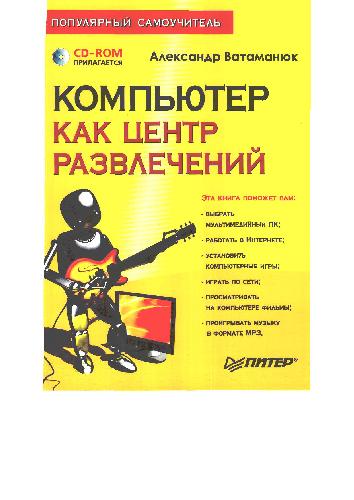 ПОПУЛЯРНЫЙ САМОУЧИТЕЛЬ
CD-ROM
ПРИЛАГАЕТСЯ
Александр Ватаманюк
КОМПЬЮТЕР
КАК ЦЕНТР
РАЗВЛЕЧЕНИЙ
Эта книга поможет вам:
- выбрать
мультимедийный ПК;
- работать в Интернете;
- установить
компьютерные игры;
- играть по сети;
- просматривать
на компьютере фильмы;
- проигрывать музыку
в формате MP3.
ПИТЕР®